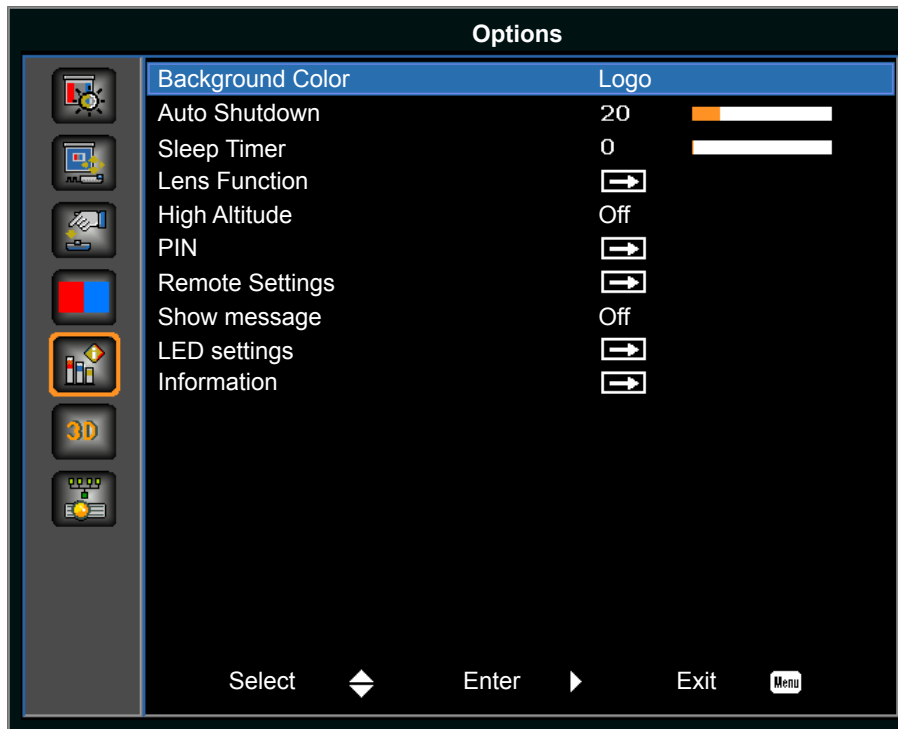 Options
Background Color Logo
Auto Shutdown 20
Sleep Timer 0
Lens Function
High Altitude Off
PIN
Remote Settings
Show message Off
LED settings
Information
3D
Select Enter Exit Menu